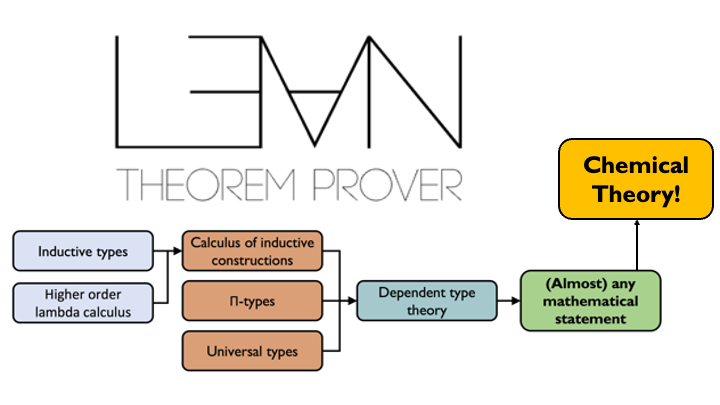 LEAN
THEOREM PROVER
Chemical
Theory!
Inductive types
Calculus of inductive
constructions
Higher order
lambda calculus
Π-types
Dependent type
theory
(Almost) any
mathematical
statement
Universal types